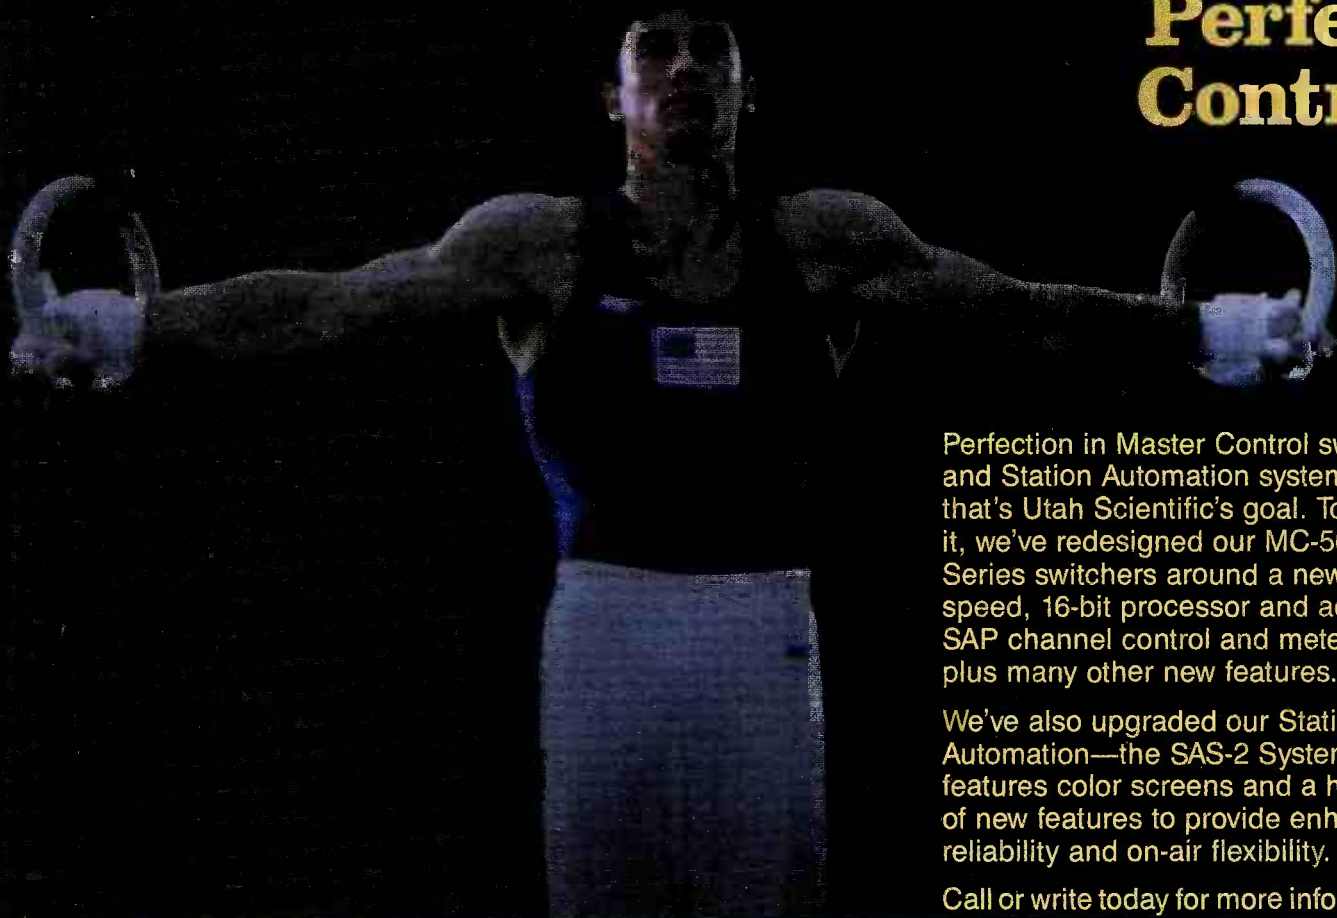 Perfe
Contr
Perfection in Master Control sw
and Station Automation system
that's Utah Scientific's goal. To
it, we've redesigned our MC-50
Series switchers around a new
speed, 16-bit processor and ad
SAP channel control and mete
plus many other new features.
We've also upgraded our Stati
Automation—the SAS-2 System
features color screens and a h
of new features to provide enh
reliability and on-air flexibility.
Call or write today for more info